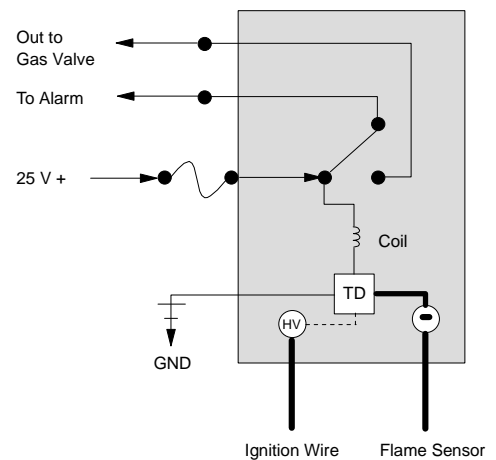 Out to
Gas Valve
To Alarm
25 V +
Coil
TD
HV
GND
Ignition Wire
Flame Sensor